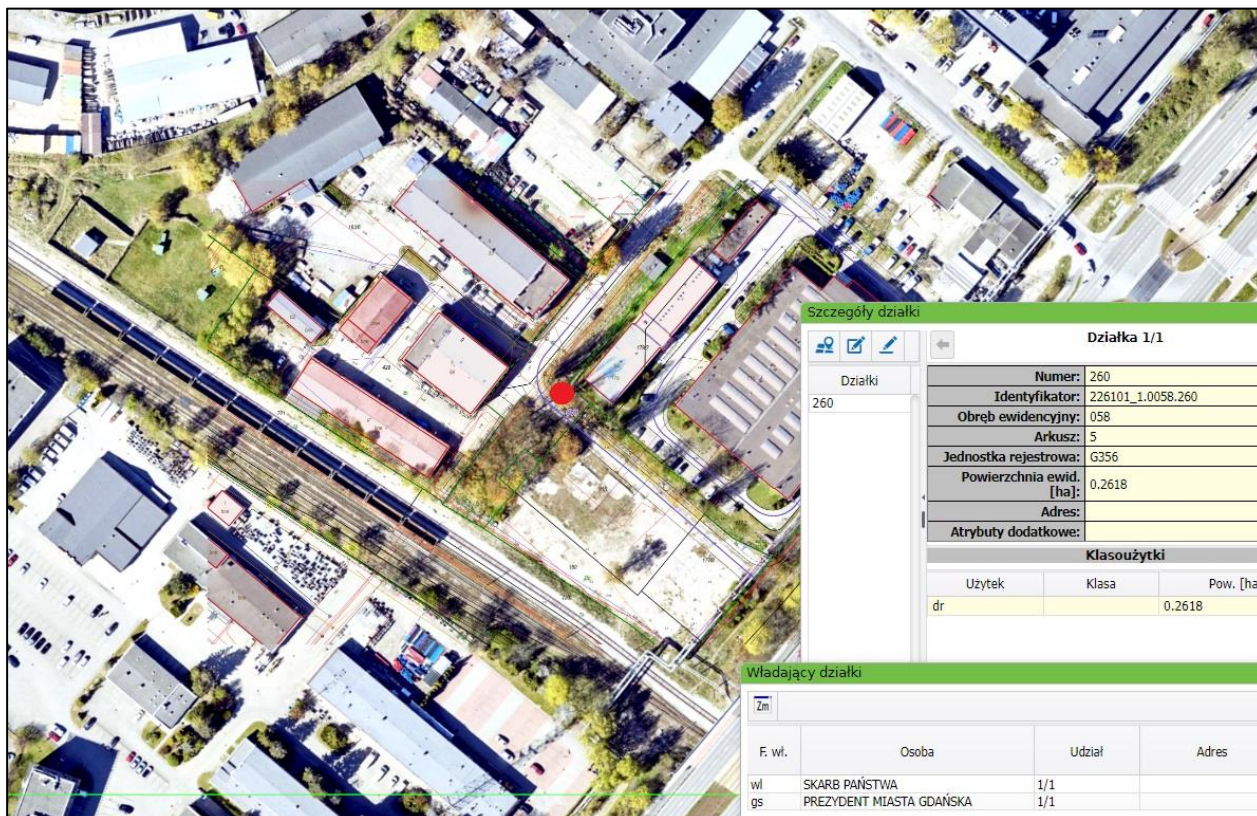 Szczegóły działki
Działka 1/1
Działki
260
Numer: 260
Identyfikator: 226101_1.0058.260
Obręb ewidencyjny: 058
Arkusz: 5
Jednostka rejestrowa: G356
Powierzchnia ewid. [ha]: 0.2618
Adres:
Atrybuty dodatkowe:
Klasoużytki
Użytek Klasa Pow. [ha
dr 0.2618
Władający działki
Zm
F. wł. Osoba Udział Adres
wl SKARB PAŃSTWA 1/1
gs PREZYDENT MIASTA GDAŃSKA 1/1